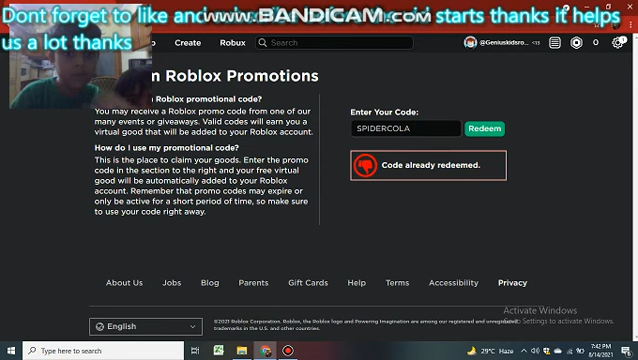 Dont forget to like and starts thanks it helps
us a lot thanks
www.BANDICAM.com
Create Robux Search @Geniuskidsro... <13 0
Roblox Promotions
Roblox promotional code?
You may receive a Roblox promo code from one of our
many events or giveaways. Valid codes will earn you a
virtual good that will be added to your Roblox account.
How do I use my promotional code?
This is the place to claim your goods. Enter the promo
code in the section to the right and your free virtual
good will be automatically added to your Roblox
account. Remember that promo codes may expire or
only be active for a short period of time, so make sure
to use your code right away.
Enter Your Code:
SPIDERCOLA Redeem
Code already redeemed.
About Us Jobs Blog Parents Gift Cards Help Terms Accessibility Privacy
English
©2021 Roblox Corporation. Roblox, the Roblox logo and Powering Imagination are among our registered and unregistered
trademarks in the U.S. and other countries.
Activate Windows
Go to Settings to activate Windows.
Type here to search
29°C Haze
7:42 PM
8/14/2021